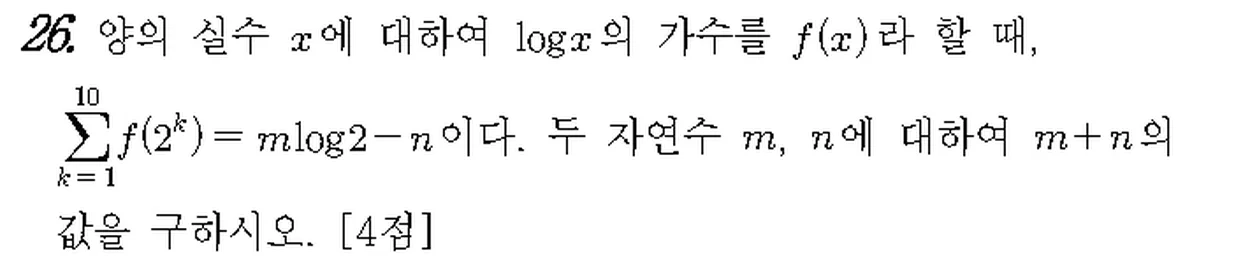 26. 양의 실수 x에 대하여 logx의 가수를 f(x)라 할 때,
$\sum_{k=1}^{10} f(2^k) = m\log2 - n$이다. 두 자연수 m, n에 대하여 m+n의
값을 구하시오. [4점]